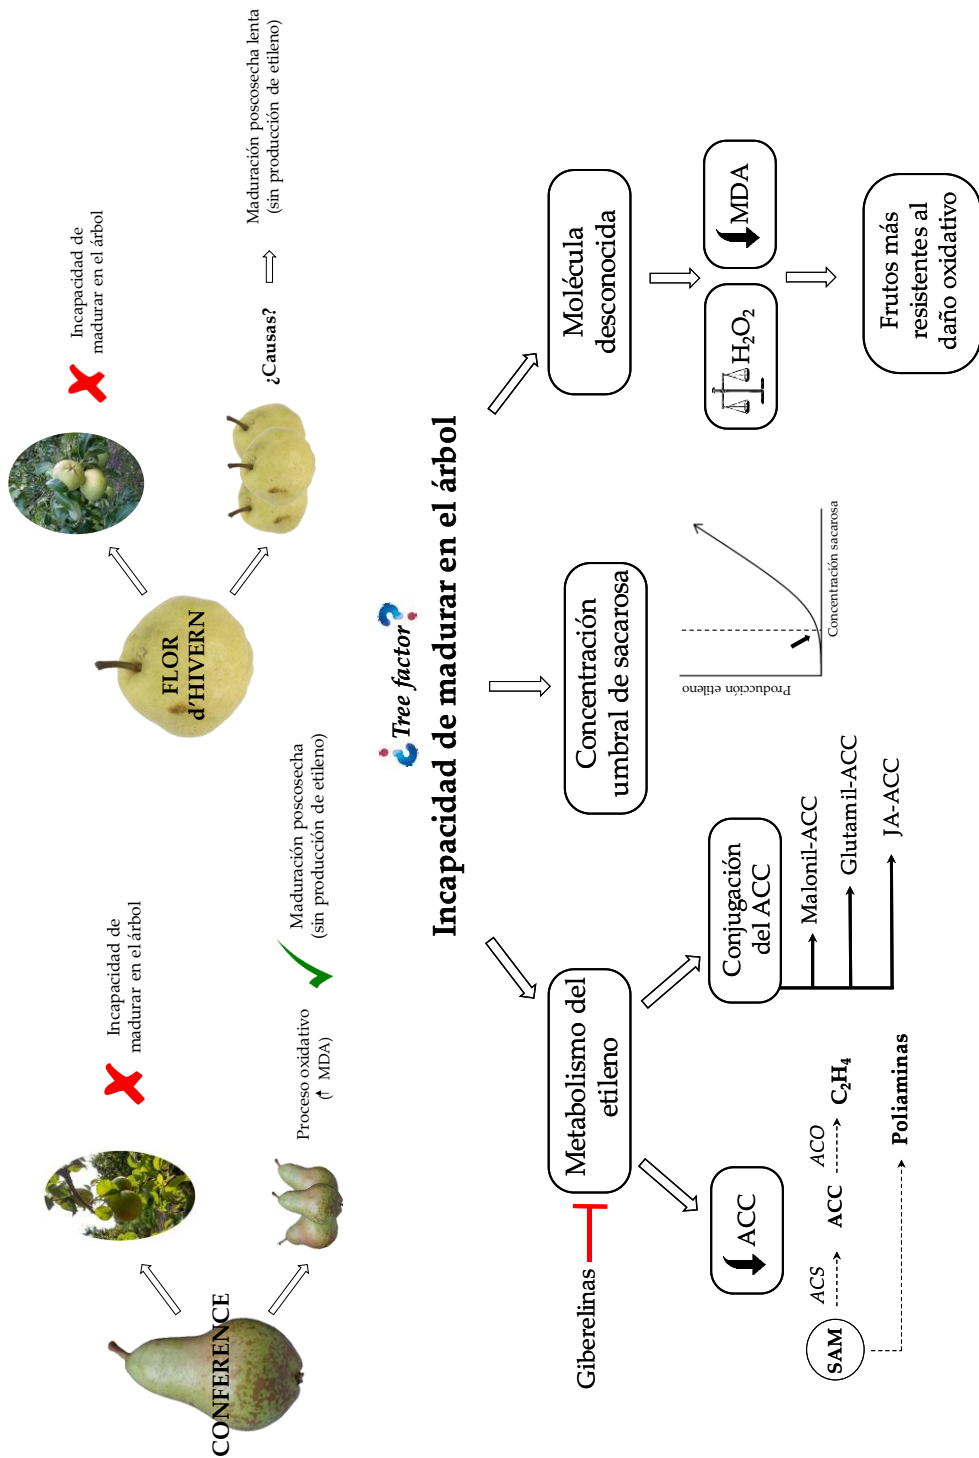 CONFERENCE
Incapacidad de
madurar en el árbol
Proceso oxidativo
(↑ MDA)
Maduración poscosecha
(sin producción de etileno)
FLOR
d'HIVERN
Incapacidad de
madurar en el árbol
¿Causas?
Maduración poscosecha lenta
(sin producción de etileno)
¿Tree factor?
Incapacidad de madurar en el árbol
Giberelinas
Metabolismo del
etileno
ACC
SAM
ACS
ACC
ACO
C₂H₄
Poliaminas
Conjugación
del ACC
Malonil-ACC
Glutamil-ACC
JA-ACC
Concentración
umbral de sacarosa
Producción etileno
Concentración sacarosa
Molécula
desconocida
H₂O₂
MDA
Frutos más
resistentes al
daño oxidativo